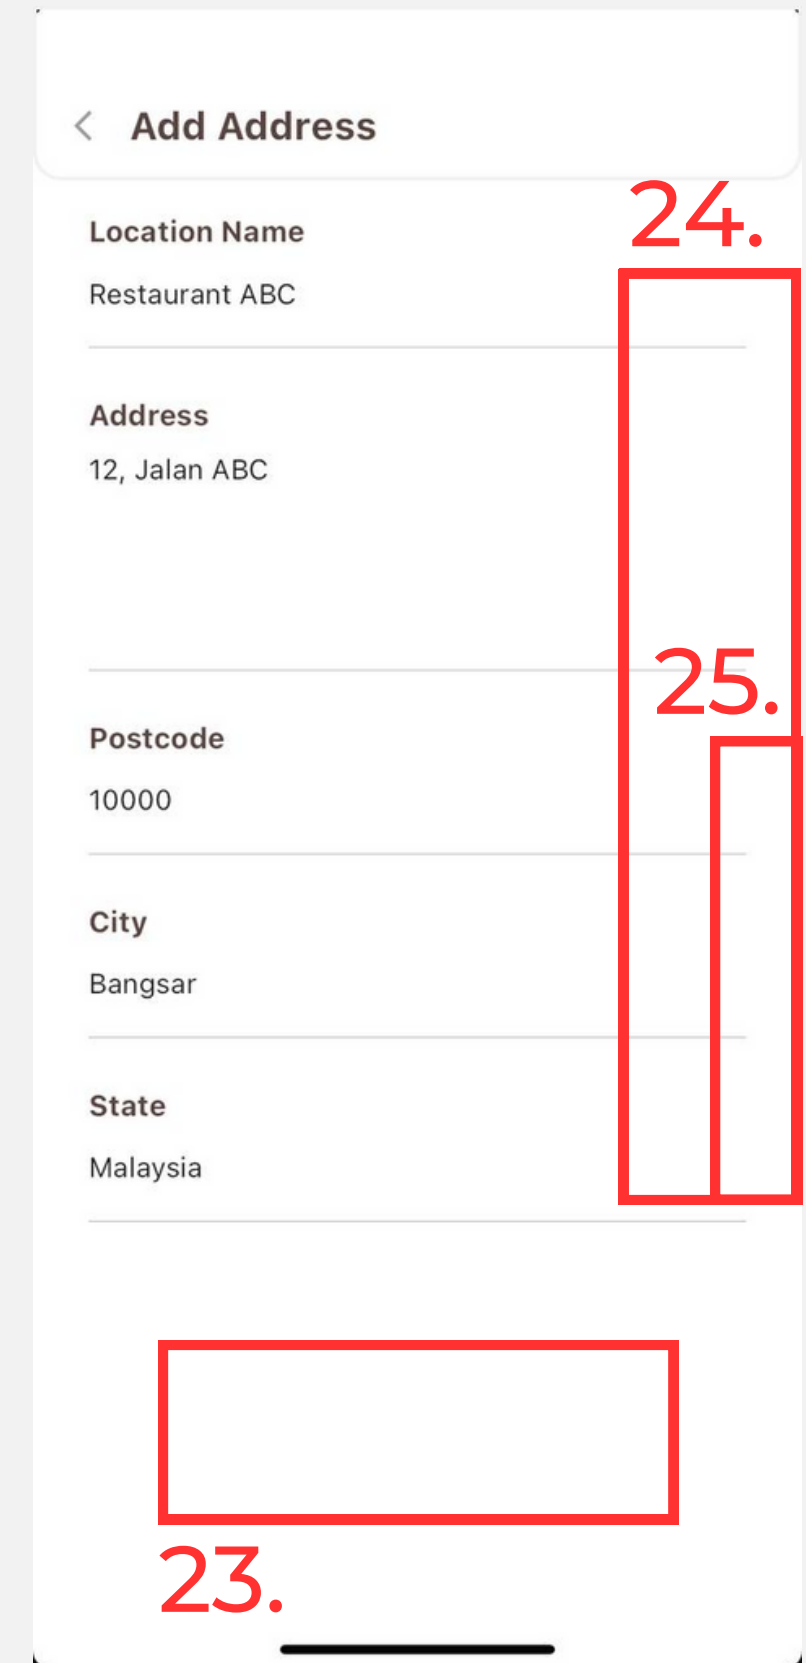 Add Address
24.
Location Name
Restaurant ABC
Address
12, Jalan ABC
25.
Postcode
10000
City
Bangsar
State
Malaysia
23.